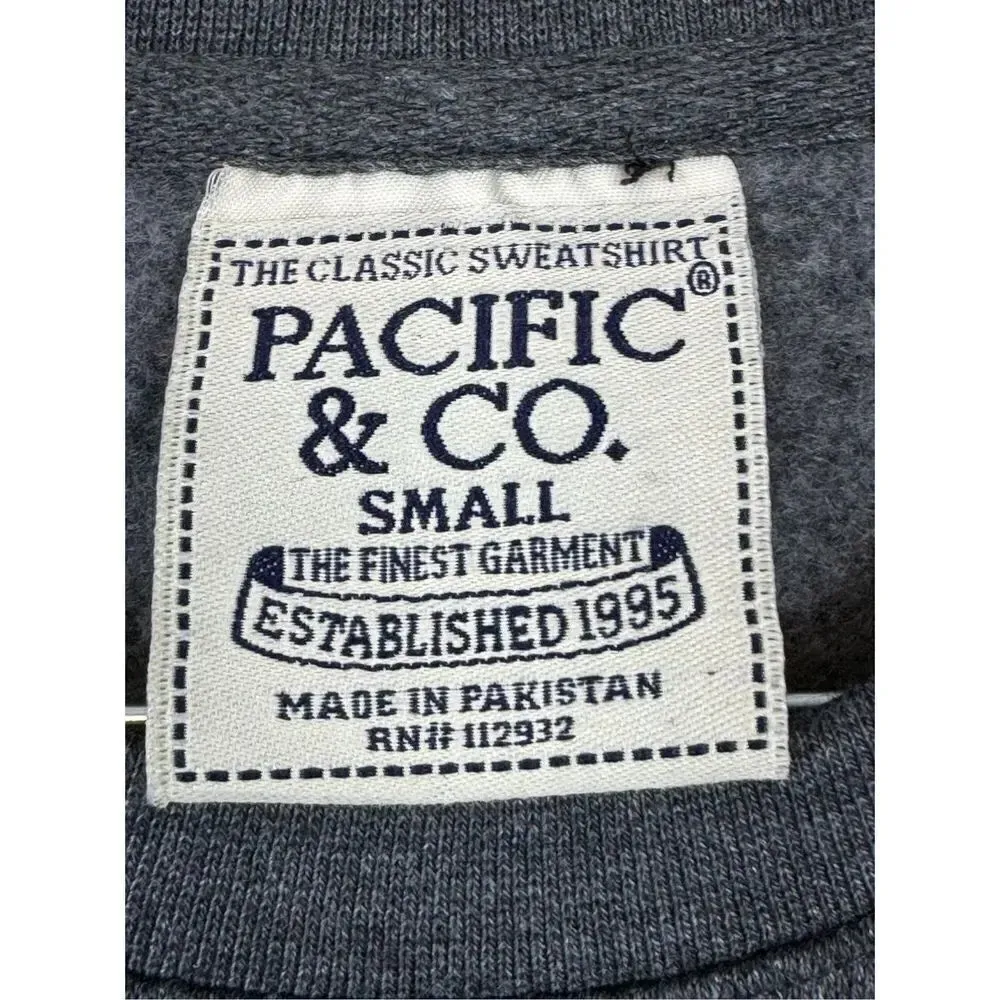 THE CLASSIC SWEATSHIRT
PACIFIC®
& CO.
SMALL
THE FINEST GARMENT
ESTABLISHED 1995
MADE IN PAKISTAN
RN# 112932